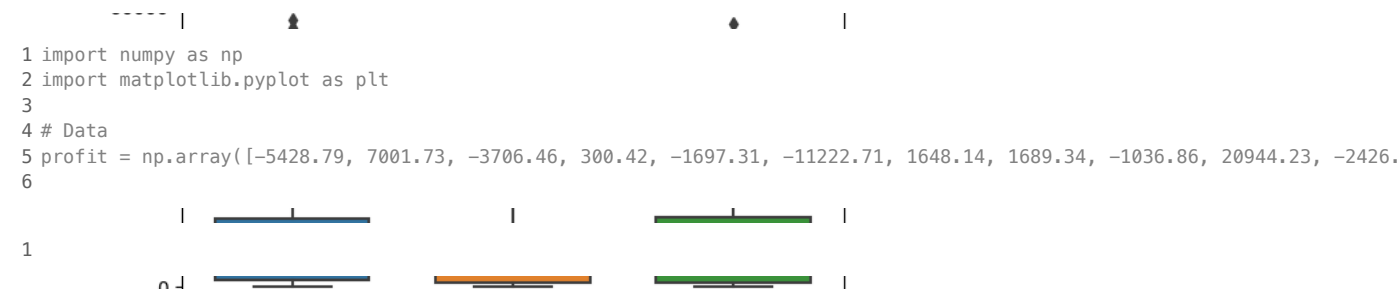 1 import numpy as np
2 import matplotlib.pyplot as plt
3
4 # Data
5 profit = np.array([-5428.79, 7001.73, -3706.46, 300.42, -1697.31, -11222.71, 1648.14, 1689.34, -1036.86, 20944.23, -2426.
6
1
0